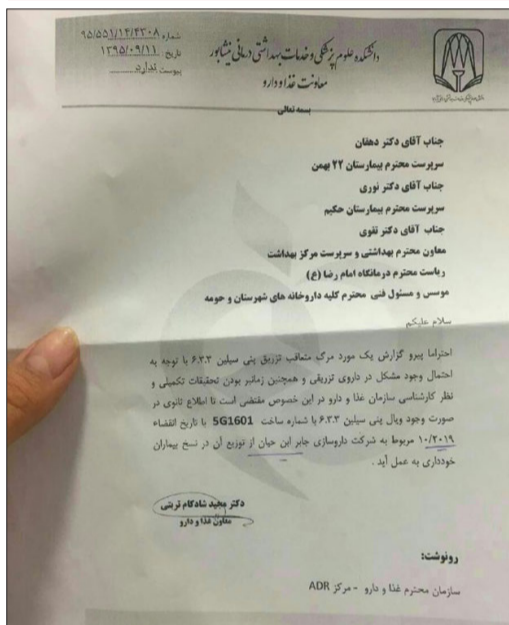 شماره ۹۵/۵۵۱/۱۴/۴۳۰۸
تاریخ ۱۳۹۵/۰۹/۱۱
پیوست ندارد
دانشکده علوم پزشکی و خدمات بهداشتی درمانی نیشابور
معاونت غذا و دارو
بسمه تعالی
جناب آقای دکتر دهقان
سرپرست محترم بیمارستان ۲۲ بهمن
جناب آقای دکتر نوری
سرپرست محترم بیمارستان حکیم
جناب آقای دکتر تقوی
معاون محترم بهداشتی و سرپرست مرکز بهداشت
ریاست محترم درمانگاه امام رضا (ع)
موسس و مسئول فنی محترم کلیه داروخانه های شهرستان و حومه
سلام علیکم
احتراما پیرو گزارش یک مورد مرگ متعاقب تزریق پنی سیلین ۶.۳.۳ با توجه به
احتمال وجود مشکل در داروی تزریقی و همچنین زمانبر بودن تحقیقات تکمیلی و
نظر کارشناسی سازمان غذا و دارو در این خصوص مقتضی است تا اطلاع ثانوی در
صورت وجود ویال پنی سیلین ۶.۳.۳ با شماره ساخت 5G1601 با تاریخ انقضاء
۱۰/۲۰۱۹ مربوط به شرکت داروسازی جابر ابن حیان از توزیع آن در نسخ بیماران
خودداری به عمل آید .
دکتر مجید شادکام تربتی
معاون غذا و دارو
رونوشت:
سازمان محترم غذا و دارو - مرکز ADR